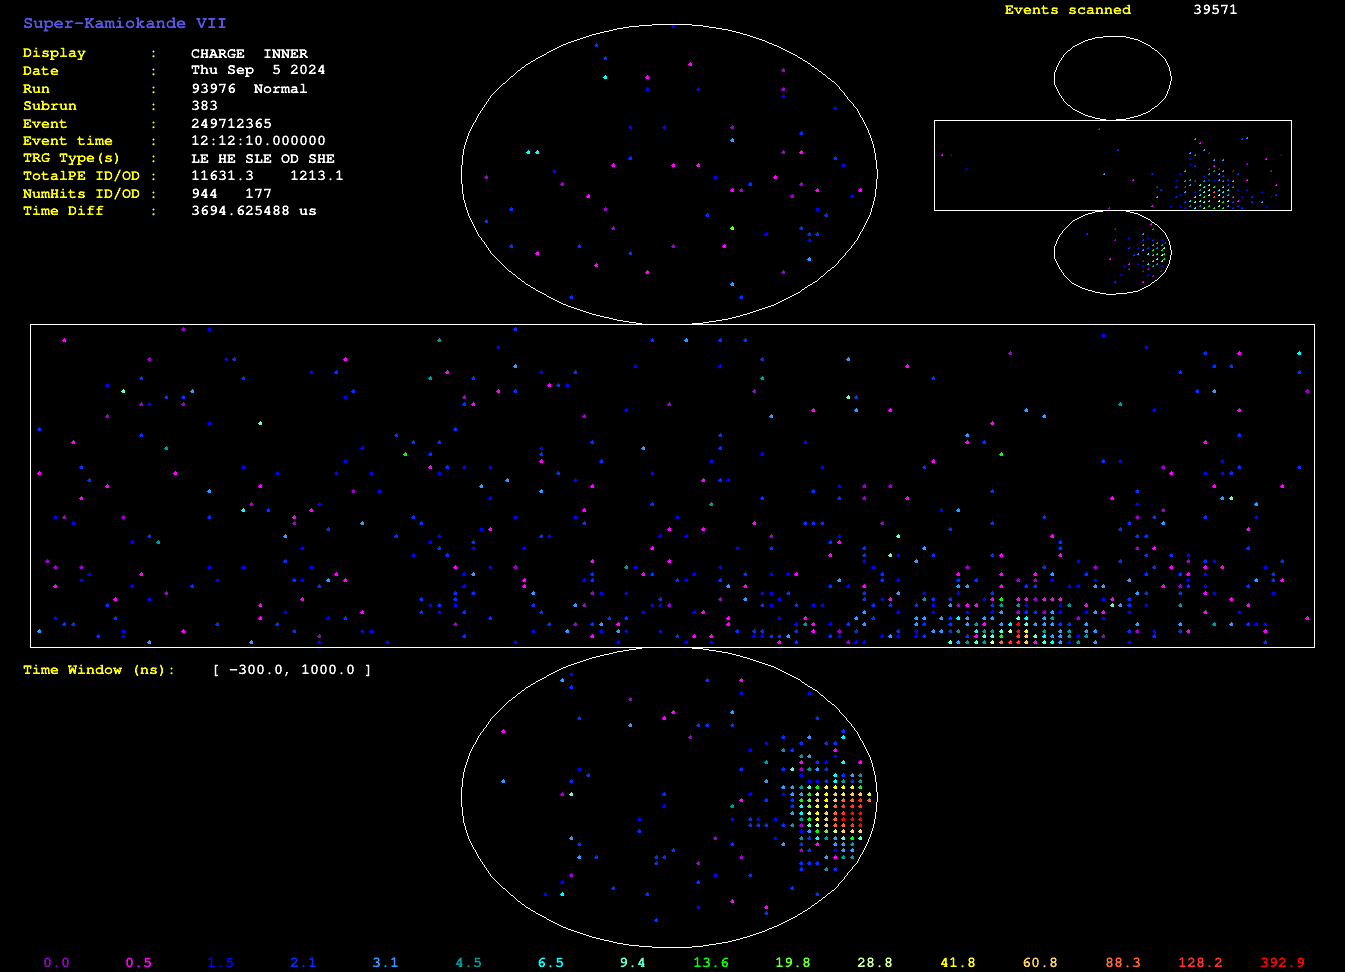 Super-Kamiokande VII
Events scanned 39571
Display : CHARGE INNER
Date : Thu Sep 5 2024
Run : 93976 Normal
Subrun : 383
Event : 249712365
Event time : 12:12:10.000000
TRG Type(s) : LE HE SLE OD SHE
TotalPE ID/OD : 11631.3 1213.1
NumHits ID/OD : 944 177
Time Diff : 3694.625488 us
Time Window (ns): [ -300.0, 1000.0 ]
0.0 0.5 1.5 2.1 3.1 4.5 6.5 9.4 13.6 19.8 28.8 41.8 60.8 88.3 128.2 392.9